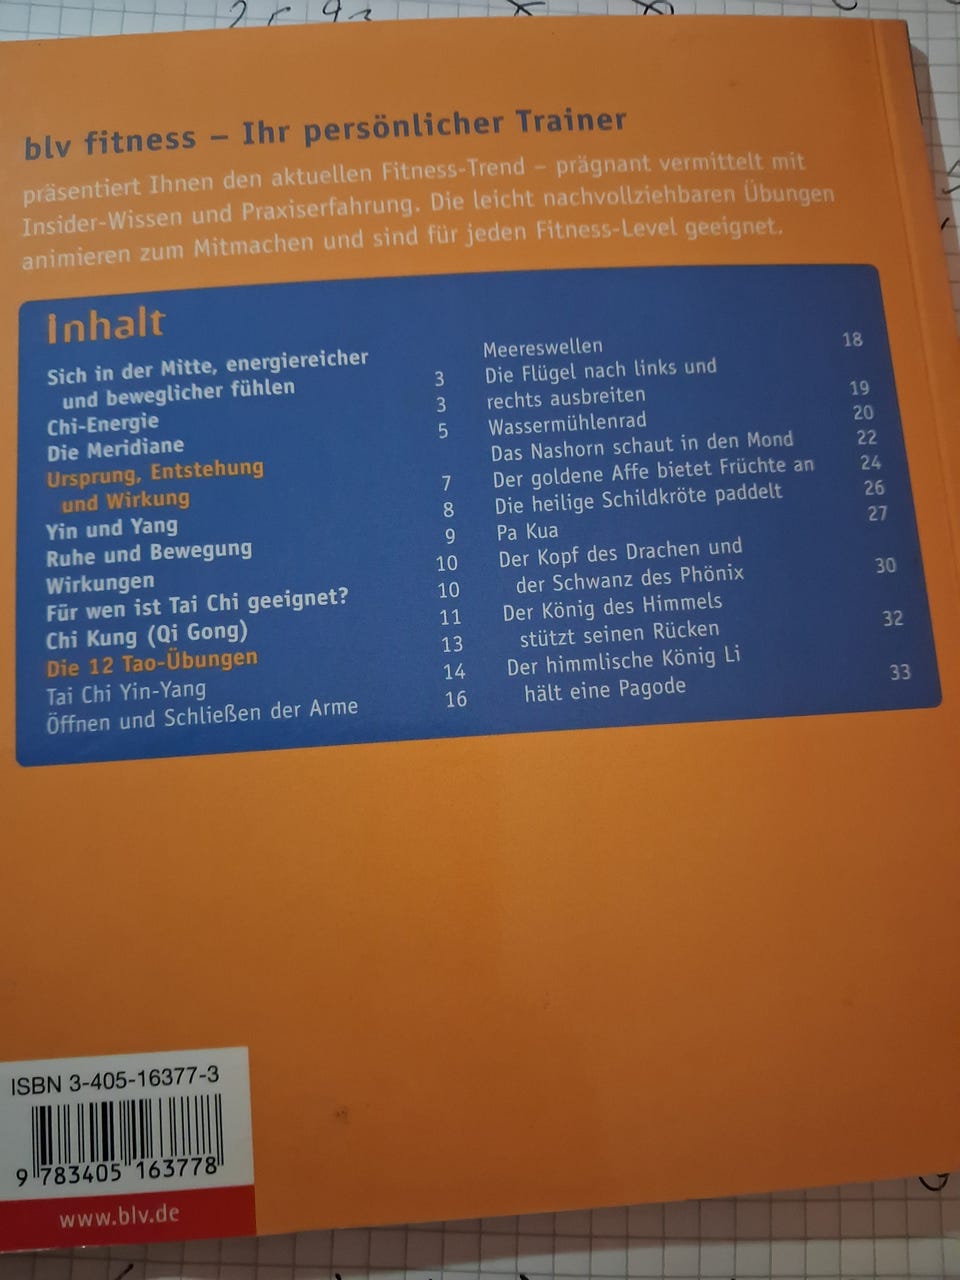 blv fitness – Ihr persönlicher Trainer
präsentiert Ihnen den aktuellen Fitness-Trend – prägnant vermittelt mit
Insider-Wissen und Praxiserfahrung. Die leicht nachvollziehbaren Übungen
animieren zum Mitmachen und sind für jeden Fitness-Level geeignet.
Inhalt
Sich in der Mitte, energiereicher
und beweglicher fühlen 3
Chi-Energie 3
Die Meridiane 5
Ursprung, Entstehung
und Wirkung 7
Yin und Yang 8
Ruhe und Bewegung 9
Wirkungen 10
Für wen ist Tai Chi geeignet? 10
Chi Kung (Qi Gong) 11
Die 12 Tao-Übungen 13
Tai Chi Yin-Yang 14
Öffnen und Schließen der Arme 16
Meereswellen 18
Die Flügel nach links und
rechts ausbreiten 19
Wassermühlenrad 20
Das Nashorn schaut in den Mond 22
Der goldene Affe bietet Früchte an 24
Die heilige Schildkröte paddelt 26
Pa Kua 27
Der Kopf des Drachen und
der Schwanz des Phönix 30
Der König des Himmels
stützt seinen Rücken 32
Der himmlische König Li
hält eine Pagode 33
ISBN 3-405-16377-3
9 783405 163778
www.blv.de